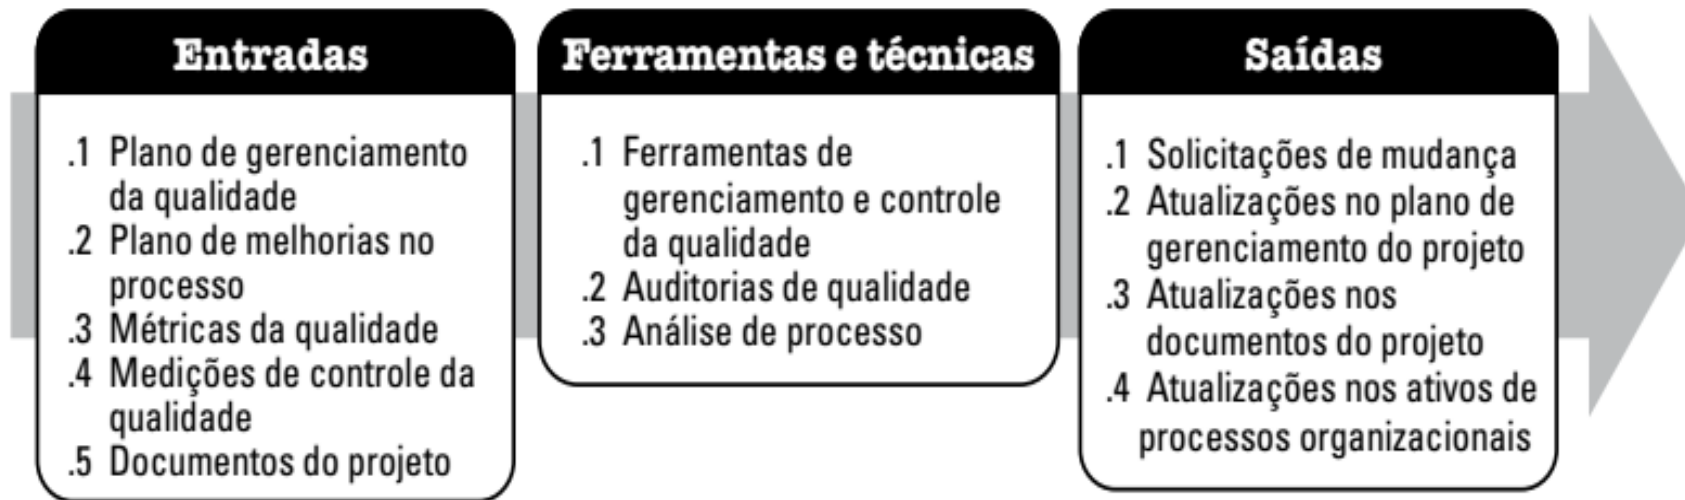 Entradas
.1 Plano de gerenciamento
da qualidade
.2 Plano de melhorias no
processo
.3 Métricas da qualidade
.4 Medições de controle da
qualidade
.5 Documentos do projeto
Ferramentas e técnicas
.1 Ferramentas de
gerenciamento e controle
da qualidade
.2 Auditorias de qualidade
.3 Análise de processo
Saídas
.1 Solicitações de mudança
.2 Atualizações no plano de
gerenciamento do projeto
.3 Atualizações nos
documentos do projeto
.4 Atualizações nos ativos de
processos organizacionais